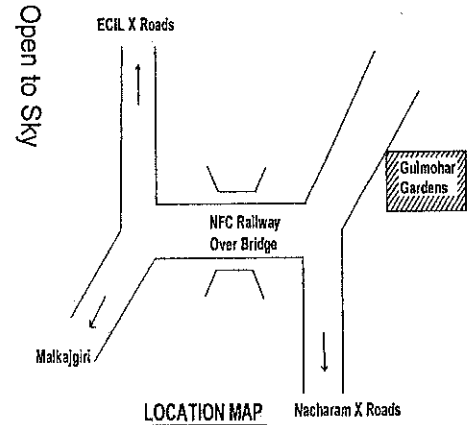 ECIL X Roads
Open to Sky
Gulmohar
Gardens
NFC Railway
Over Bridge
Malkajgiri
LOCATION MAP
Nacharam X Roads